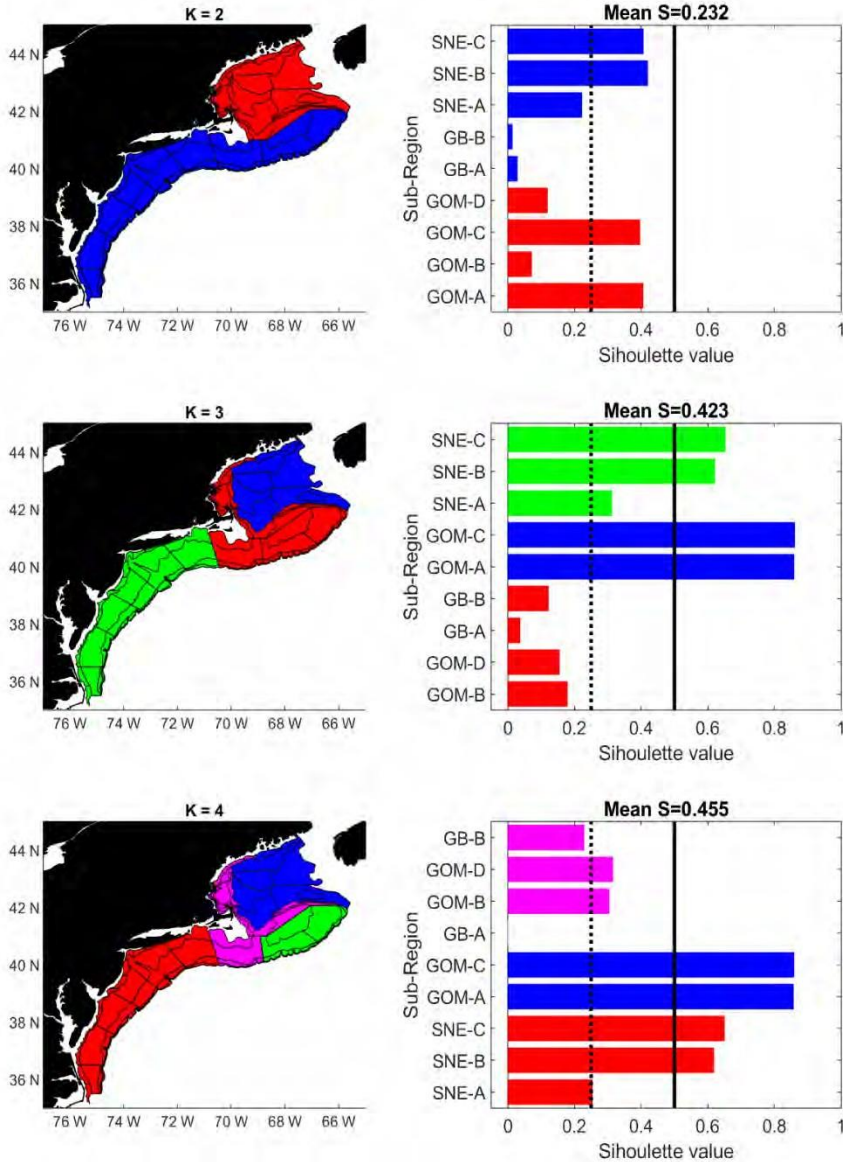 K = 2
44 N
42 N
40 N
38 N
36 N
76 W 74 W 72 W 70 W 68 W 66 W
Mean S=0.232
Sub-Region
SNE-C
SNE-B
SNE-A
GB-B
GB-A
GOM-D
GOM-C
GOM-B
GOM-A
0 0.2 0.4 0.6 0.8 1
Sihoulette value
K = 3
44 N
42 N
40 N
38 N
36 N
76 W 74 W 72 W 70 W 68 W 66 W
Mean S=0.423
Sub-Region
SNE-C
SNE-B
SNE-A
GOM-C
GOM-A
GB-B
GB-A
GOM-D
GOM-B
0 0.2 0.4 0.6 0.8 1
Sihoulette value
K = 4
44 N
42 N
40 N
38 N
36 N
76 W 74 W 72 W 70 W 68 W 66 W
Mean S=0.455
Sub-Region
GB-B
GOM-D
GOM-B
GB-A
GOM-C
GOM-A
SNE-C
SNE-B
SNE-A
0 0.2 0.4 0.6 0.8 1
Sihoulette value